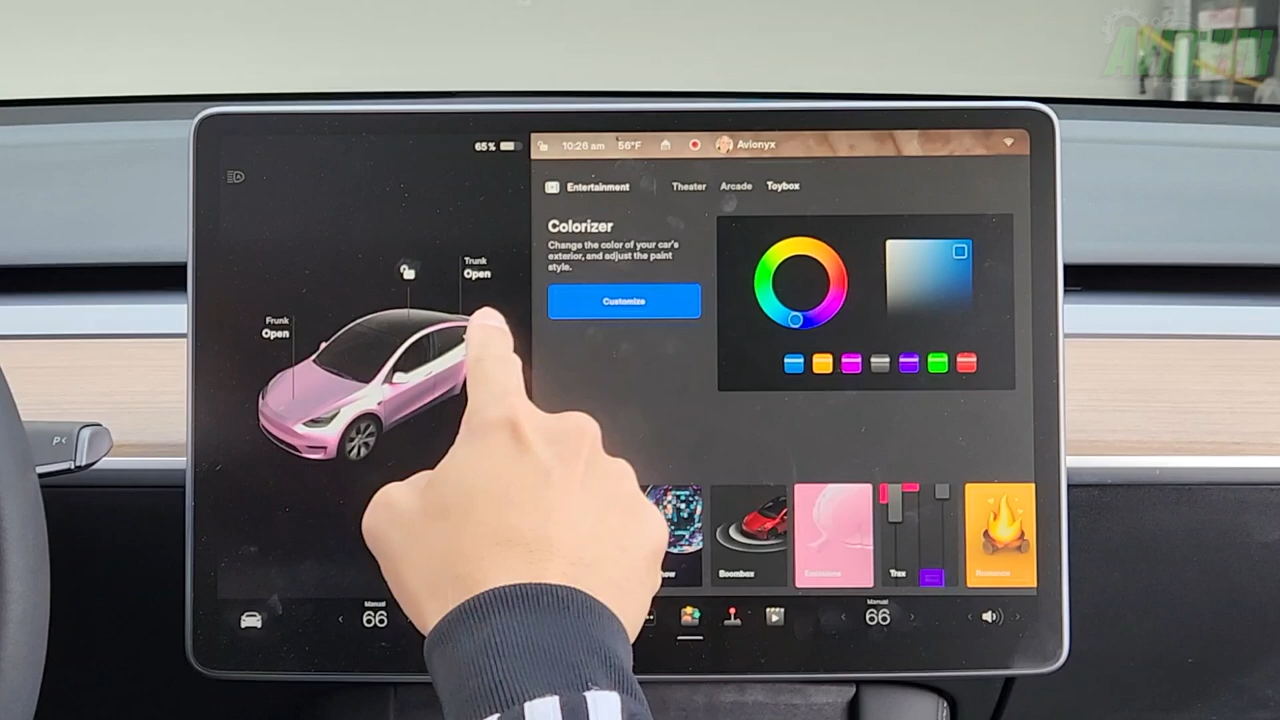 65%
10:26 am
56°F
Avionyx
Entertainment
Theater
Arcade
Toybox
Colorizer
Change the color of your car's
exterior, and adjust the paint
style.
Customize
Trunk
Open
Frunk
Open
P<
Boombox
Emissions
Trax
Romance
Manual
66
Manual
66